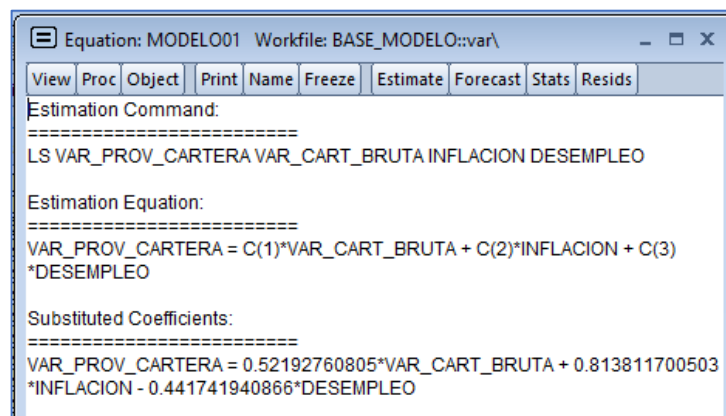 Equation: MODELO01 Workfile: BASE_MODELO::var\
View Proc Object Print Name Freeze Estimate Forecast Stats Resids
Estimation Command:
=========================
LS VAR_PROV_CARTERA VAR_CART_BRUTA INFLACION DESEMPLEO
Estimation Equation:
=========================
VAR_PROV_CARTERA = C(1)*VAR_CART_BRUTA + C(2)*INFLACION + C(3)
*DESEMPLEO
Substituted Coefficients:
=========================
VAR_PROV_CARTERA = 0.52192760805*VAR_CART_BRUTA + 0.813811700503
*INFLACION - 0.441741940866*DESEMPLEO